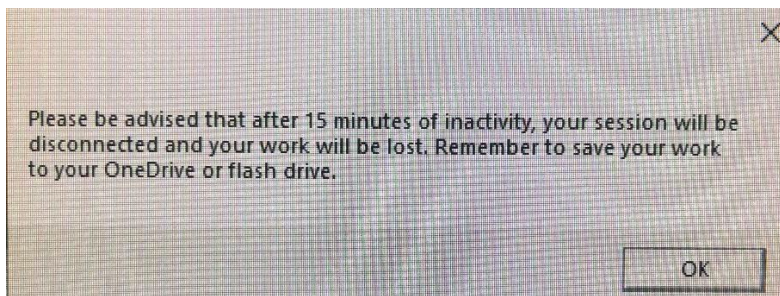 Please be advised that after 15 minutes of inactivity, your session will be
disconnected and your work will be lost. Remember to save your work
to your OneDrive or flash drive.
OK